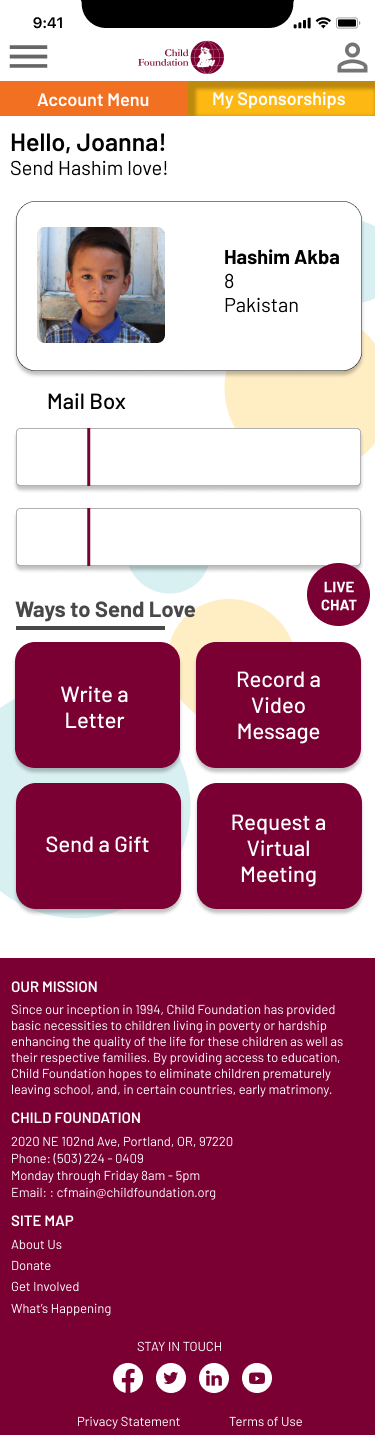 9:41
Child
Foundation
Account Menu
My Sponsorships
Hello, Joanna!
Send Hashim love!
Hashim Akba
8
Pakistan
Mail Box
LIVE
CHAT
Ways to Send Love
Write a
Letter
Record a
Video
Message
Send a Gift
Request a
Virtual
Meeting
OUR MISSION
Since our inception in 1994, Child Foundation has provided
basic necessities to children living in poverty or hardship
enhancing the quality of the life for these children as well as
their respective families. By providing access to education,
Child Foundation hopes to eliminate children prematurely
leaving school, and, in certain countries, early matrimony.
CHILD FOUNDATION
2020 NE 102nd Ave, Portland, OR, 97220
Phone: (503) 224 - 0409
Monday through Friday 8am - 5pm
Email: : cfmain@childfoundation.org
SITE MAP
About Us
Donate
Get Involved
What's Happening
STAY IN TOUCH
Privacy Statement
Terms of Use